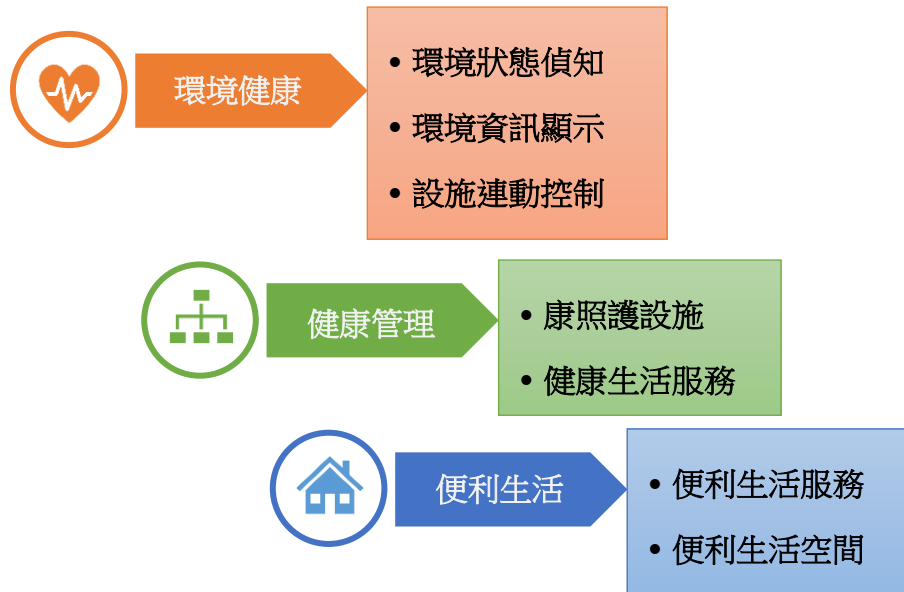 環境健康
• 環境狀態偵知
• 環境資訊顯示
• 設施連動控制
健康管理
• 康照護設施
• 健康生活服務
便利生活
• 便利生活服務
• 便利生活空間